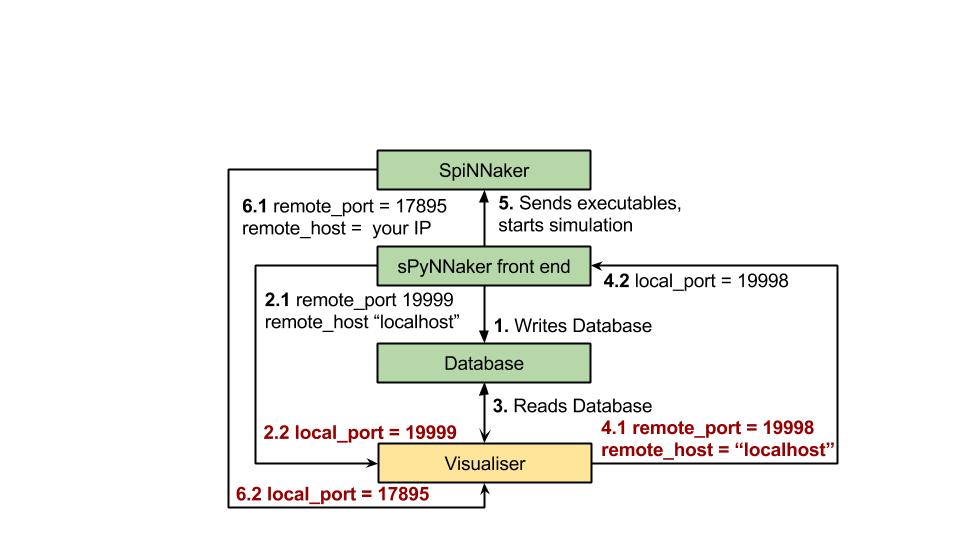 SpiNNaker
6.1 remote_port = 17895
remote_host =  your IP
5. Sends executables,
starts simulation
sPyNNaker front end
4.2 local_port = 19998
2.1 remote_port 19999
remote_host “localhost”
1. Writes Database
Database
3. Reads Database
2.2 local_port = 19999
4.1 remote_port = 19998
remote_host = “localhost”
Visualiser
6.2 local_port = 17895